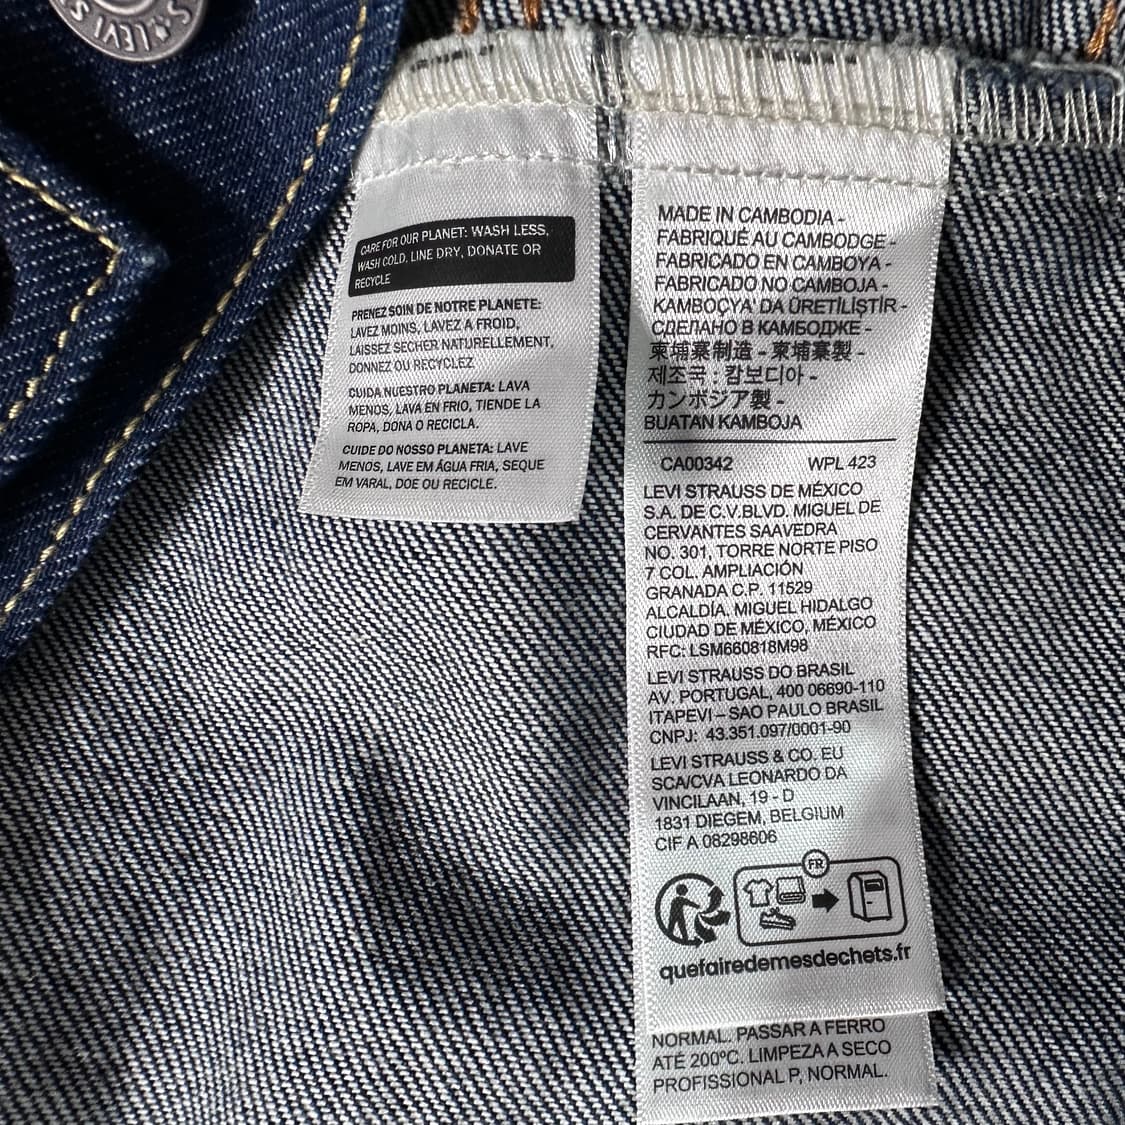 LEVI S
CARE FOR OUR PLANET: WASH LESS,
WASH COLD, LINE DRY, DONATE OR
RECYCLE
PRENEZ SOIN DE NOTRE PLANETE:
LAVEZ MOINS, LAVEZ A FROID,
LAISSEZ SECHER NATURELLEMENT,
DONNEZ OU RECYCLEZ
CUIDA NUESTRO PLANETA: LAVA
MENOS, LAVA EN FRIO, TIENDE LA
ROPA, DONA O RECICLA.
CUIDE DO NOSSO PLANETA: LAVE
MENOS, LAVE EM ÁGUA FRIA, SEQUE
EM VARAL, DOE OU RECICLE.
MADE IN CAMBODIA -
FABRIQUÉ AU CAMBODGE -
FABRICADO EN CAMBOYA -
FABRICADO NO CAMBOJA -
KAMBOÇYA' DA ÜRETİLİŞTİR -
СДЕЛАНО В КАМБОДЖЕ -
柬埔寨制造 - 柬埔寨製 -
제조국 : 캄보디아 -
カンボジア製 -
BUATAN KAMBOJA
CA00342 WPL 423
LEVI STRAUSS DE MÉXICO
S.A. DE C.V.BLVD. MIGUEL DE
CERVANTES SAAVEDRA
NO. 301, TORRE NORTE PISO
7 COL. AMPLIACIÓN
GRANADA C.P. 11529
ALCALDÍA. MIGUEL HIDALGO
CIUDAD DE MÉXICO, MÉXICO
RFC: LSM660818M98
LEVI STRAUSS DO BRASIL
AV. PORTUGAL, 400 06690-110
ITAPEVI – SAO PAULO BRASIL
CNPJ: 43.351.097/0001-90
LEVI STRAUSS & CO. EU
SCA/CVA LEONARDO DA
VINCILAAN, 19 - D
1831 DIEGEM, BELGIUM
CIF A 08298606
FR
quefairedemesdechets.fr
NORMAL. PASSAR A FERRO
ATÉ 200ºC. LIMPEZA A SECO
PROFISSIONAL P, NORMAL.